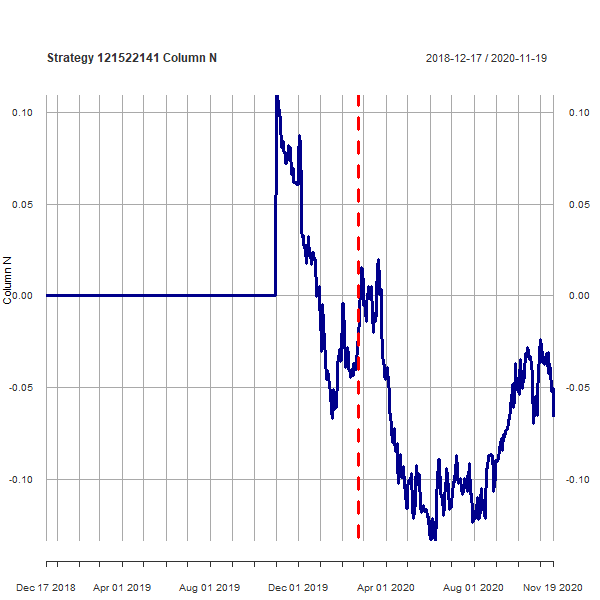 Strategy 121522141 Column N
2018-12-17 / 2020-11-19
0.10 0.10
0.05 0.05
0.00 0.00
-0.05 -0.05
-0.10 -0.10
Column N
Dec 17 2018 Apr 01 2019 Aug 01 2019 Dec 01 2019 Apr 01 2020 Aug 01 2020 Nov 19 2020